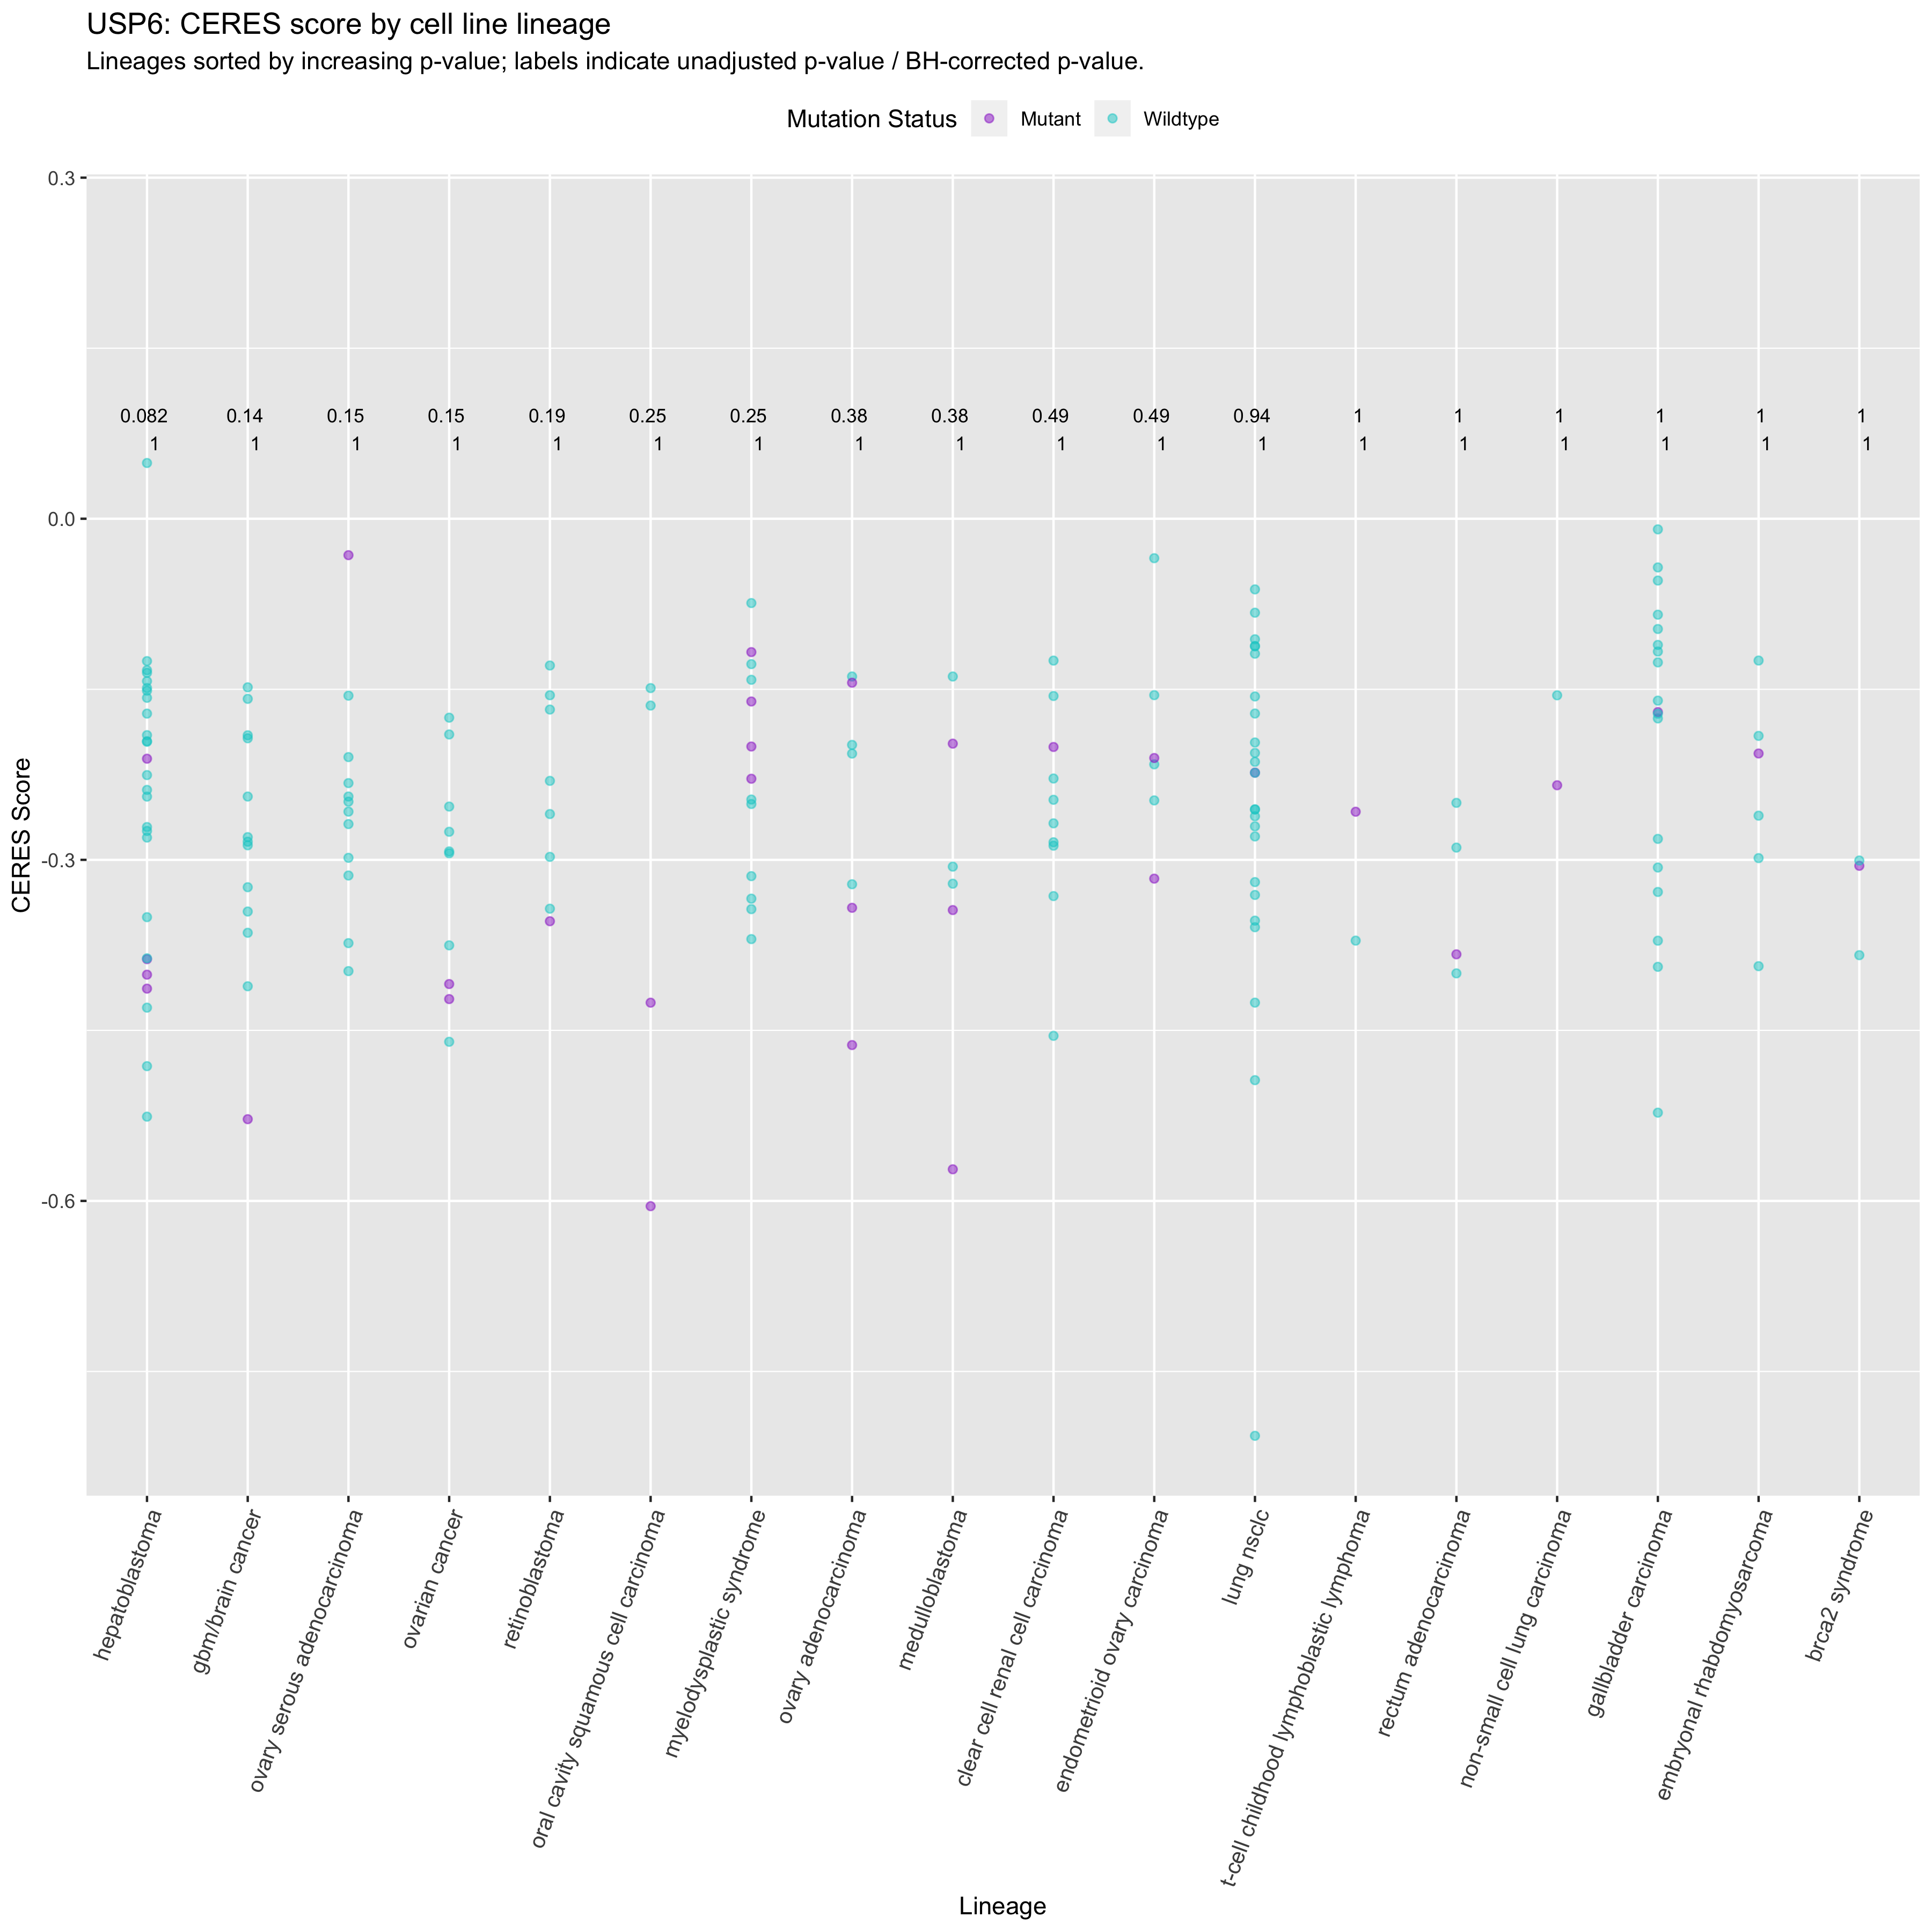 USP6: CERES score by cell line lineage
Lineages sorted by increasing p-value; labels indicate unadjusted p-value / BH-corrected p-value.
Mutation Status Mutant Wildtype
0.3
0.082 0.14 0.15 0.15 0.19 0.25 0.25 0.38 0.38 0.49 0.49 0.94 1 1 1 1 1 1
1 1 1 1 1 1 1 1 1 1 1 1 1 1 1 1 1 1
0.0
-0.3
-0.6
CERES Score
hepatoblastoma
gbm/brain cancer
ovary serous adenocarcinoma
ovarian cancer
retinoblastoma
oral cavity squamous cell carcinoma
myelodysplastic syndrome
ovary adenocarcinoma
medulloblastoma
clear cell renal cell carcinoma
endometrioid ovary carcinoma
lung nsclc
t-cell childhood lymphoblastic lymphoma
rectum adenocarcinoma
non-small cell lung carcinoma
gallbladder carcinoma
embryonal rhabdomyosarcoma
brca2 syndrome
Lineage